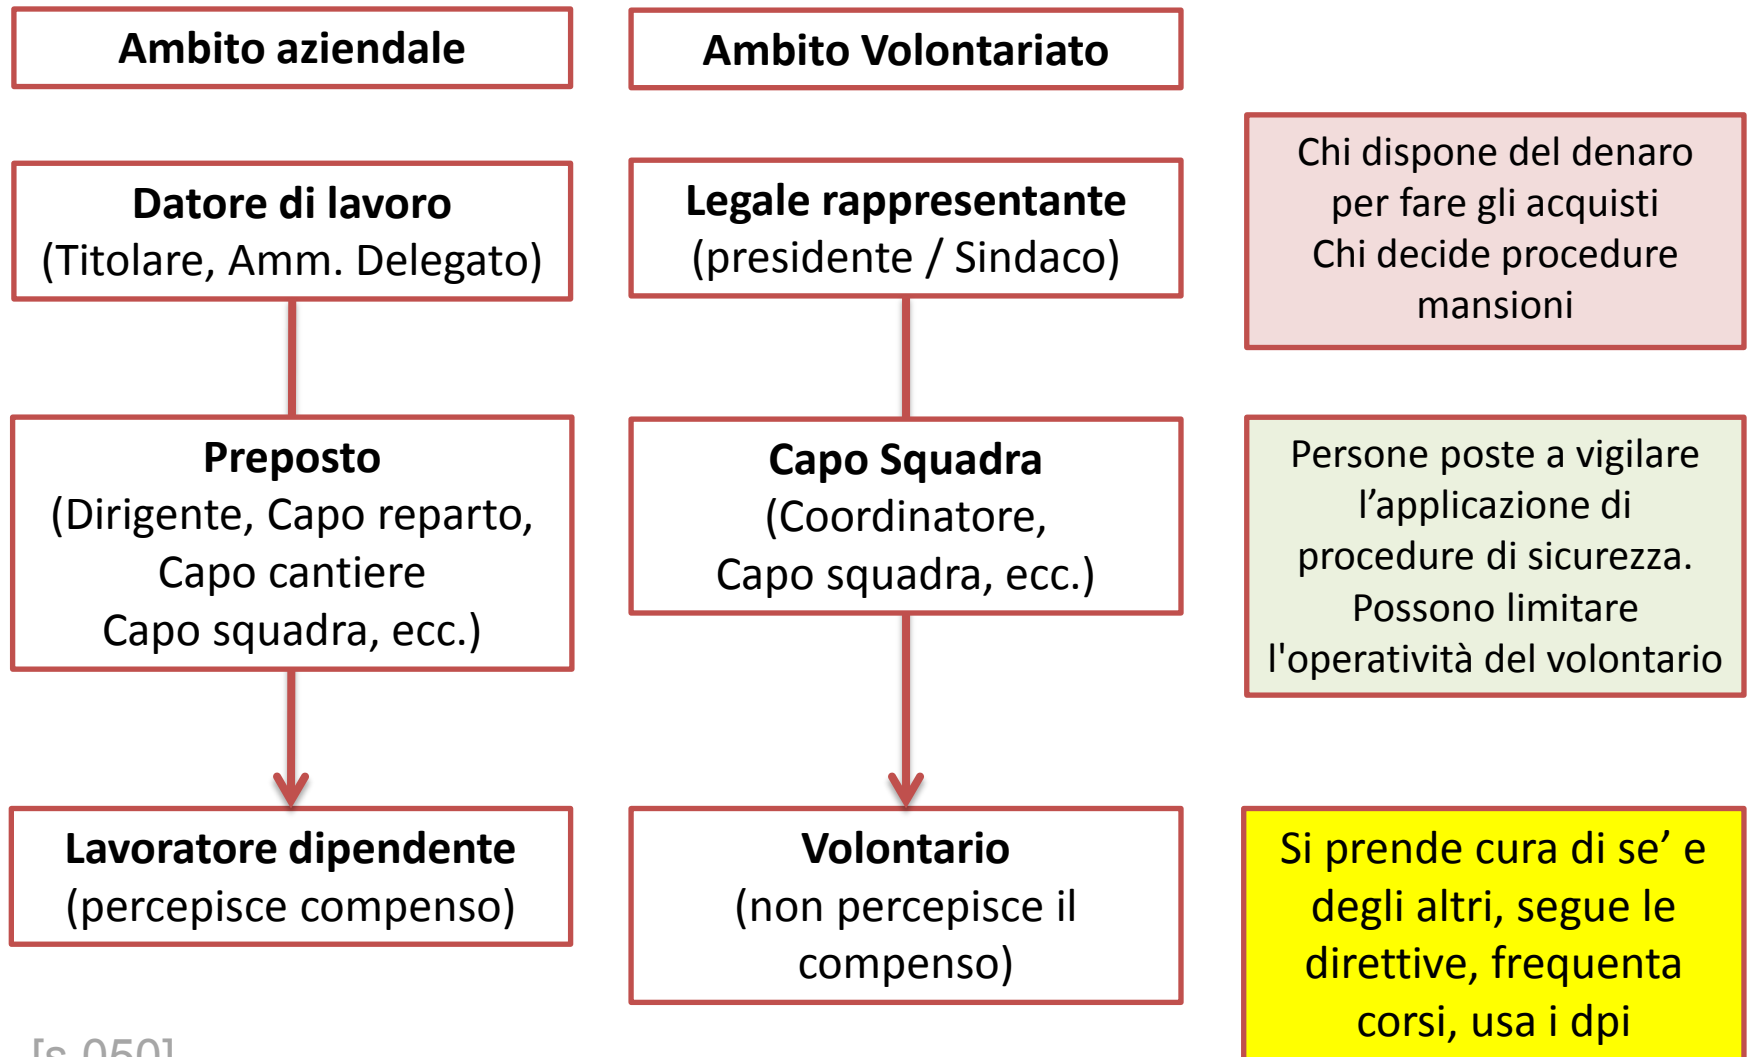 Ambito aziendale
Ambito Volontariato
Datore di lavoro
(Titolare, Amm. Delegato)
Legale rappresentante
(presidente / Sindaco)
Chi dispone del denaro
per fare gli acquisti
Chi decide procedure
mansioni
Preposto
(Dirigente, Capo reparto,
Capo cantiere
Capo squadra, ecc.)
Capo Squadra
(Coordinatore,
Capo squadra, ecc.)
Persone poste a vigilare
l’applicazione di
procedure di sicurezza.
Possono limitare
l'operatività del volontario
Lavoratore dipendente
(percepisce compenso)
Volontario
(non percepisce il
compenso)
Si prende cura di se’ e
degli altri, segue le
direttive, frequenta
corsi, usa i dpi
[s.050]